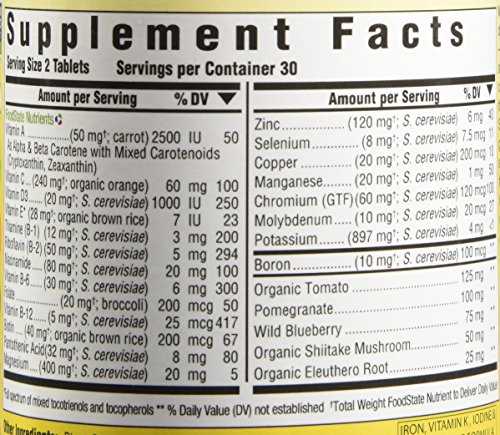 Supplement Facts
Serving Size 2 Tablets Servings per Container 30
Amount per Serving % DV ▼
FoodState Nutrients
Vitamin A (50 mg†; carrot) 2500 IU 50
As Alpha & Beta Carotene with Mixed Carotenoids
(Cryptoxanthin, Zeaxanthin)
Vitamin C (240 mg†; organic orange) 60 mg 100
Vitamin D3 (20 mg†; S. cerevisiae) 1000 IU 250
Vitamin E* (28 mg†; organic brown rice) 7 IU 23
Thiamine (B-1) (12 mg†; S. cerevisiae) 3 mg 200
Riboflavin (B-2) (50 mg†; S. cerevisiae) 5 mg 294
Niacinamide (80 mg†; S. cerevisiae) 20 mg 100
Vitamin B-6 (30 mg†; S. cerevisiae) 6 mg 300
(20 mg†; broccoli) 200 mcg 50
Vitamin B-12 (5 mg†; S. cerevisiae) 25 mcg 417
Biotin (40 mg†; organic brown rice) 200 mcg 67
Pantothenic Acid (32 mg†; S. cerevisiae) 8 mg 80
Magnesium (400 mg†; S. cerevisiae) 20 mg 5
Amount per Serving % DV ▼
Zinc (120 mg†; S. cerevisiae) 6 mg 40
Selenium (8 mg†; S. cerevisiae) 7.5 mcg
Copper (20 mg†; S. cerevisiae) 200 mcg 10
Manganese (20 mg†; S. cerevisiae) 1 mg 50
Chromium (GTF) (60 mg†; S. cerevisiae) 120 mcg 100
Molybdenum (10 mg†; S. cerevisiae) 20 mcg 27
Potassium (897 mg†; S. cerevisiae) 4 mg
Boron (10 mg†; S. cerevisiae) 100 mcg
Organic Tomato 125 mg
Pomegranate 100 mg
Wild Blueberry 75 mg
Organic Shiitake Mushroom 50 mg
Organic Eleuthero Root 25 mg
spectrum of mixed tocotrienols and tocopherols ** % Daily Value (DV) not established †Total Weight FoodState Nutrient to Deliver Daily Value
Other Ingredients:
IRON, VITAMIN K, IODINE &